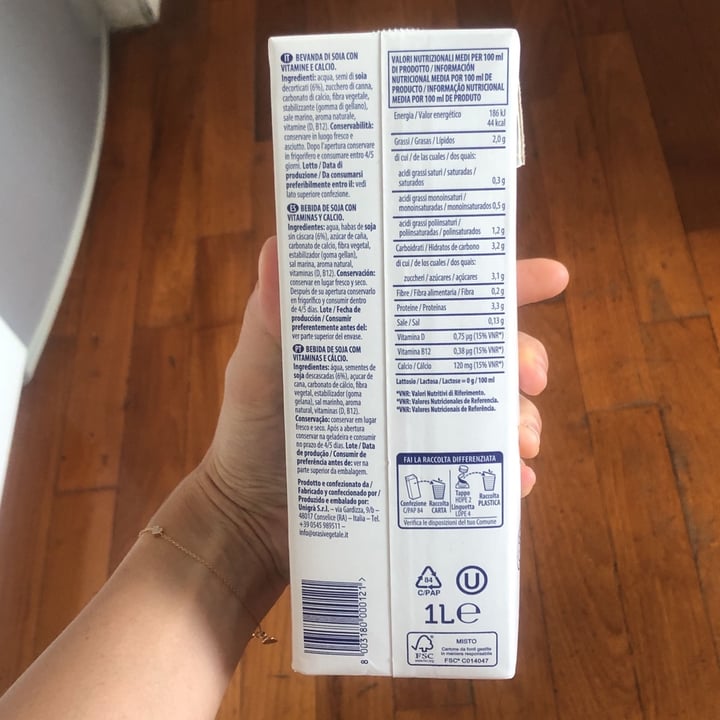 IT BEVANDA DI SOIA CON
VITAMINE E CALCIO.
Ingredienti: acqua, semi di soia
decorticati (6%), zucchero di canna,
carbonato di calcio, fibra vegetale,
stabilizzante (gomma di gellano),
sale marino, aroma naturale,
vitamine (D, B12). Conservabilità:
conservare in luogo fresco e
asciutto. Dopo l'apertura conservare
in frigorifero e consumare entro 4/5
giorni. Lotto / Data di
produzione / Da consumarsi
preferibilmente entro il: vedi
lato superiore confezione.
ES BEBIDA DE SOJA CON
VITAMINAS Y CALCIO.
Ingredientes: agua, habas de soja
sin cáscara (6%), azúcar de caña,
carbonato de calcio, fibra vegetal,
estabilizador (goma gellan),
sal marina, aroma natural,
vitaminas (D, B12). Conservación:
conservar en lugar fresco y seco.
Después de su apertura conservarlo
en frigorífico y consumir dentro
de 4/5 días. Lote / Fecha de
producción / Consumir
preferentemente antes del:
ver parte superior del envase.
PT BEBIDA DE SOJA COM
VITAMINAS E CÁLCIO.
Ingredientes: água, sementes de
soja descascadas (6%), açúcar de
cana, carbonato de cálcio, fibra
vegetal, estabilizador (goma
gelana), sal marinho, aroma
natural, vitaminas (D, B12).
Conservação: conservar em lugar
fresco e seco. Após a abertura
conservar na geladeira e consumir
no prazo de 4/5 dias. Lote / Data
de produção / Consumir de
preferência antes de: ver na
parte superior da embalagem.
Prodotto e confezionato da /
Fabricado y confeccionado por /
Produzido e embalado por:
Unigrà S.r.l. – via Gardizza, 9/b –
48017 Conselice (RA) – Italia – Tel.
+39 0545 989511 –
info@orasivegetale.it
8 003180 000121 >
VALORI NUTRIZIONALI MEDI PER 100 ml
DI PRODOTTO / INFORMACIÓN
NUTRICIONAL MEDIA POR 100 ml DE
PRODUCTO / INFORMAÇÃO NUTRICIONAL
MEDIA POR 100 ml DE PRODUTO
Energia / Valor energético 186 kJ
44 kcal
Grassi / Grasas / Lípidos 2,0 g
di cui / de las cuales / dos quais:
acidi grassi saturi / saturadas /
saturados 0,3 g
acidi grassi monoinsaturi /
monoinsaturadas / monoinsaturados 0,5 g
acidi grassi poliinsaturi /
poliinsaturadas / polinsaturados 1,2 g
Carboidrati / Hidratos de carbono 3,2 g
di cui / de los cuales / dos quais:
zuccheri / azúcares / açúcares 3,1 g
Fibre / Fibra alimentaria / Fibra 0,2 g
Proteine / Proteínas 3,3 g
Sale / Sal 0,13 g
Vitamina D 0,75 µg (15% VNR*)
Vitamina B12 0,38 µg (15% VNR*)
Calcio / Cálcio 120 mg (15% VNR*)
Lattosio / Lactosa / Lactose = 0 g / 100 ml
*VNR: Valori Nutritivi di Riferimento.
*VNR: Valores Nutricionales de Referencia.
*VNR: Valores Nutricionais de Referência.
FAI LA RACCOLTA DIFFERENZIATA
Confezione
C/PAP 84
Raccolta
CARTA
Tappo
HDPE 2
Linguetta
LDPE 4
Raccolta
PLASTICA
Verifica le disposizioni del tuo Comune
84
C/PAP
U
1L e
FSC
www.fsc.org
MISTO
Cartone da fonti gestite
in maniera responsabile
FSC® C014047